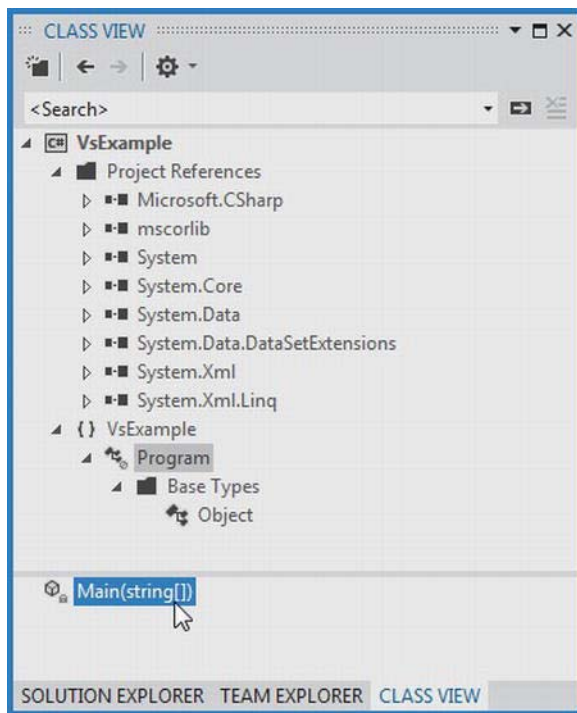 CLASS VIEW
<Search>
C# VsExample
Project References
Microsoft.CSharp
mscorlib
System
System.Core
System.Data
System.Data.DataSetExtensions
System.Xml
System.Xml.Linq
{ } VsExample
Program
Base Types
Object
Main(string[])
SOLUTION EXPLORER TEAM EXPLORER CLASS VIEW